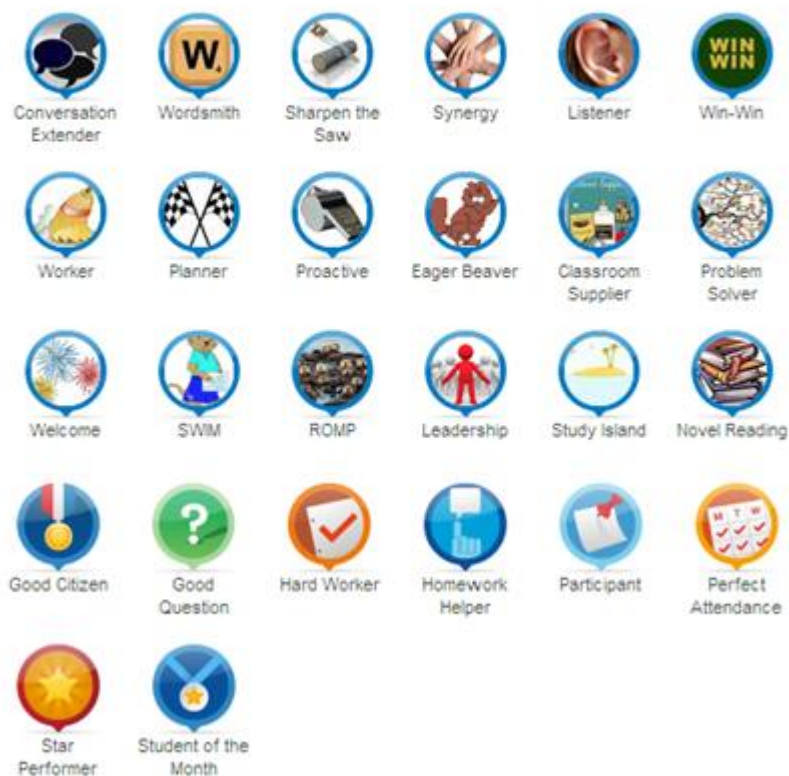 W
WIN
WIN
Conversation
Extender
Wordsmith
Sharpen the
Saw
Synergy
Listener
Win-Win
Worker
Planner
Proactive
Eager Beaver
Classroom
Supplier
Problem
Solver
Welcome
SWIM
ROMP
Leadership
Study Island
Novel Reading
?
M T W
Good Citizen
Good
Question
Hard Worker
Homework
Helper
Participant
Perfect
Attendance
Star
Performer
Student of the
Month